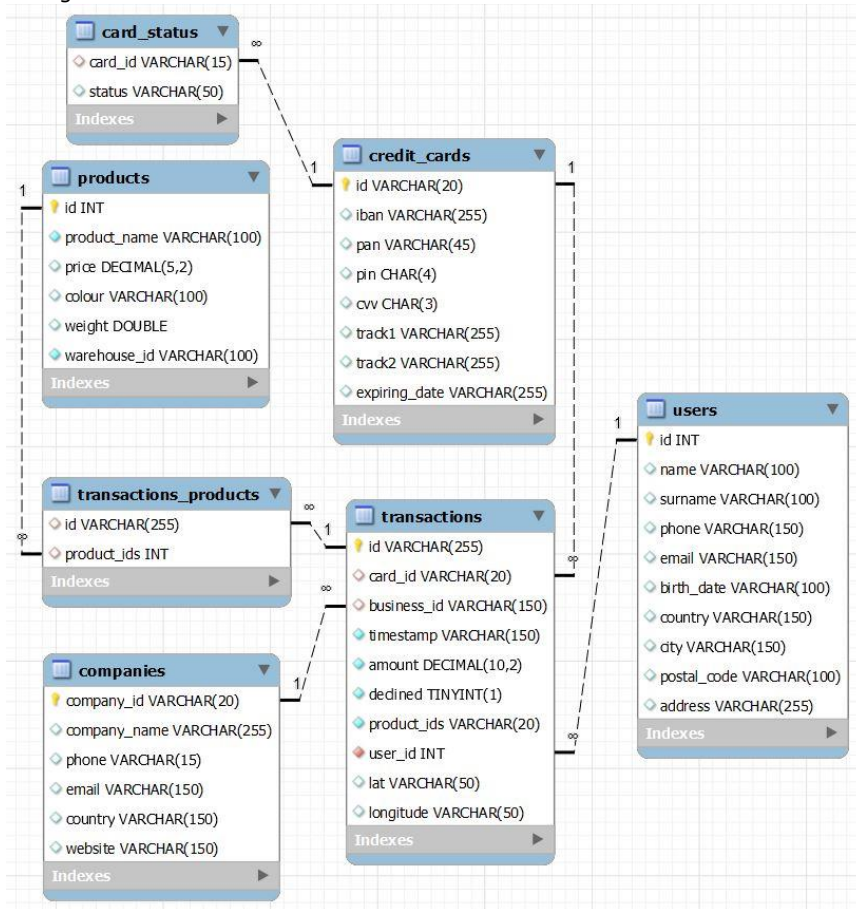 card_status
card_id VARCHAR(15)
status VARCHAR(50)
Indexes
∞
1
credit_cards
id VARCHAR(20)
iban VARCHAR(255)
pan VARCHAR(45)
pin CHAR(4)
cvv CHAR(3)
track1 VARCHAR(255)
track2 VARCHAR(255)
expiring_date VARCHAR(255)
Indexes
1
1
products
id INT
product_name VARCHAR(100)
price DECIMAL(5,2)
colour VARCHAR(100)
weight DOUBLE
warehouse_id VARCHAR(100)
Indexes
1
users
id INT
name VARCHAR(100)
surname VARCHAR(100)
phone VARCHAR(150)
email VARCHAR(150)
birth_date VARCHAR(100)
country VARCHAR(150)
city VARCHAR(150)
postal_code VARCHAR(100)
address VARCHAR(255)
Indexes
transactions_products
id VARCHAR(255)
product_ids INT
Indexes
∞
∞
1
transactions
id VARCHAR(255)
card_id VARCHAR(20)
business_id VARCHAR(150)
timestamp VARCHAR(150)
amount DECIMAL(10,2)
declined TINYINT(1)
product_ids VARCHAR(20)
user_id INT
lat VARCHAR(50)
longitude VARCHAR(50)
Indexes
∞
∞
∞
1
companies
company_id VARCHAR(20)
company_name VARCHAR(255)
phone VARCHAR(15)
email VARCHAR(150)
country VARCHAR(150)
website VARCHAR(150)
Indexes